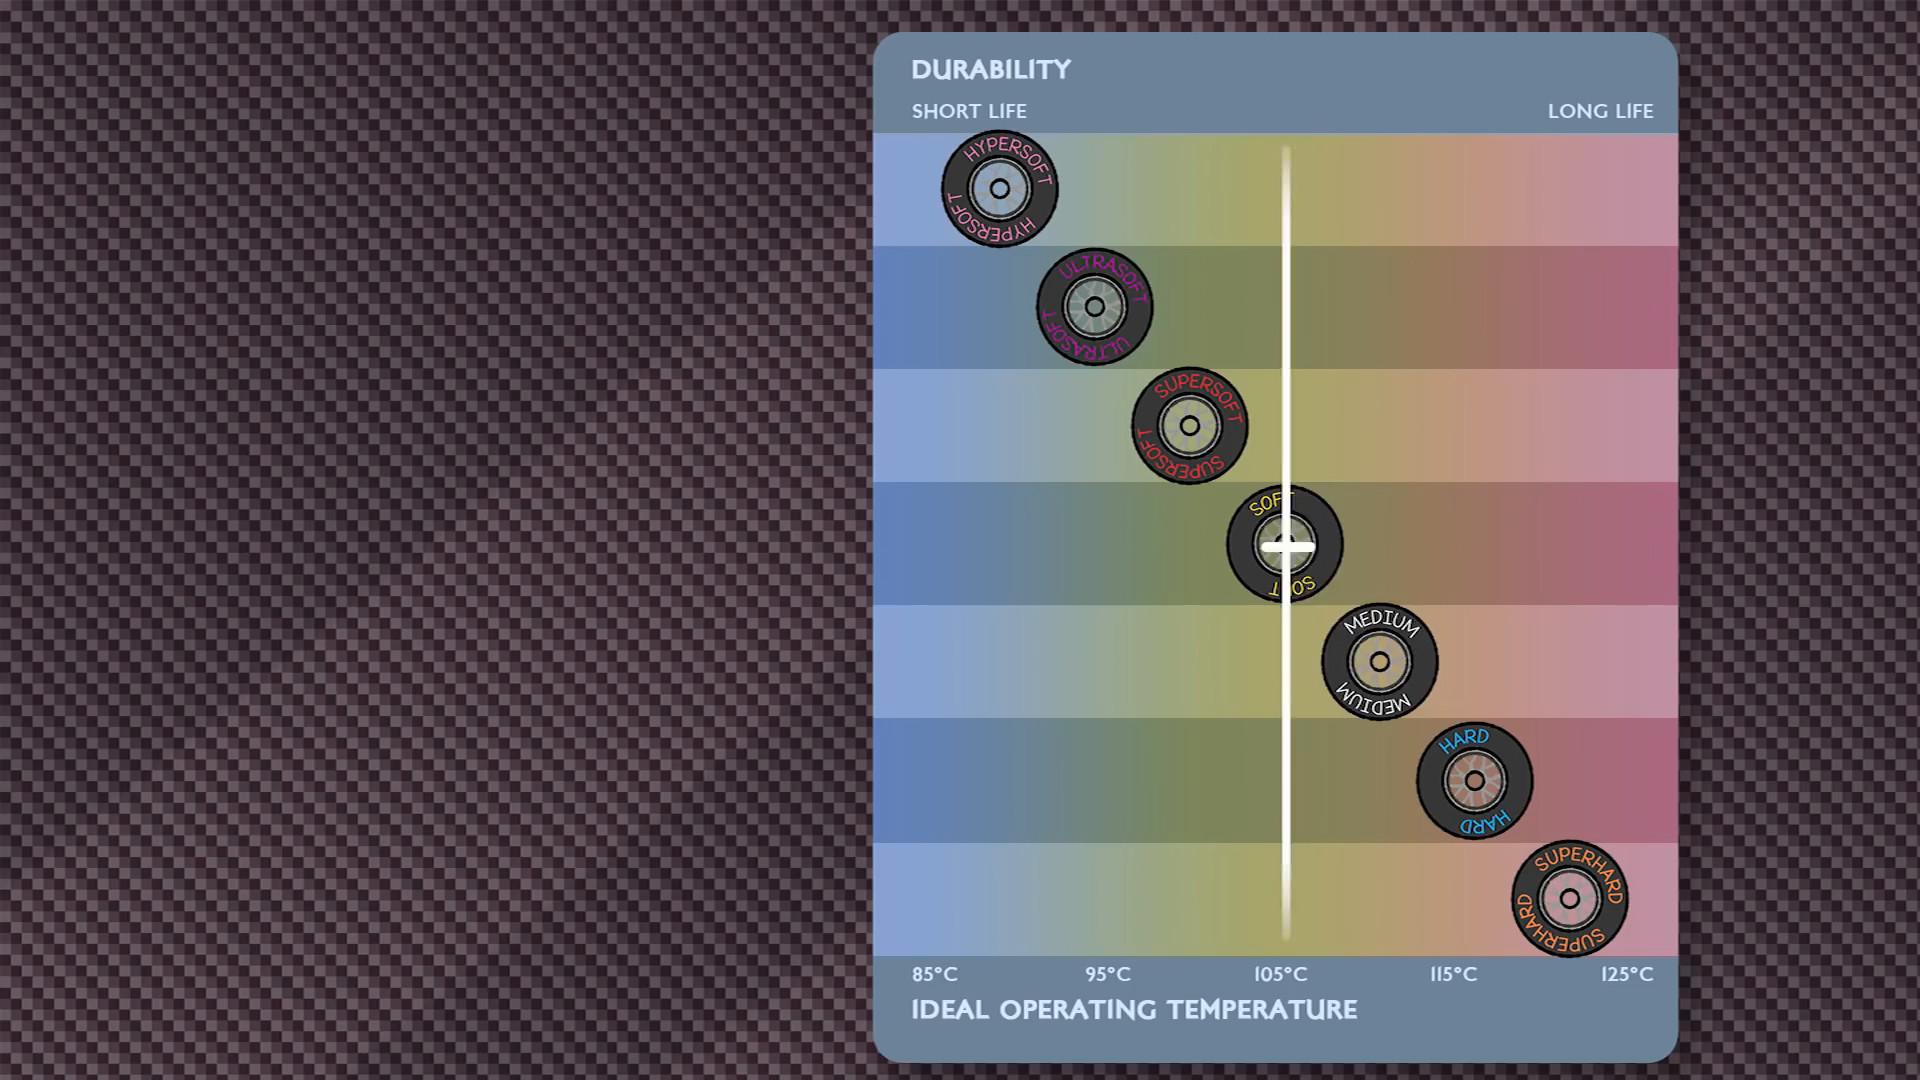 DURABILITY
SHORT LIFE LONG LIFE
HYPERSOFT
HYPERSOFT
ULTRASOFT
ULTRASOFT
SUPERSOFT
SUPERSOFT
SOFT
SOFT
MEDIUM
MEDIUM
HARD
HARD
SUPERHARD
SUPERHARD
85°C 95°C 105°C 115°C 125°C
IDEAL OPERATING TEMPERATURE